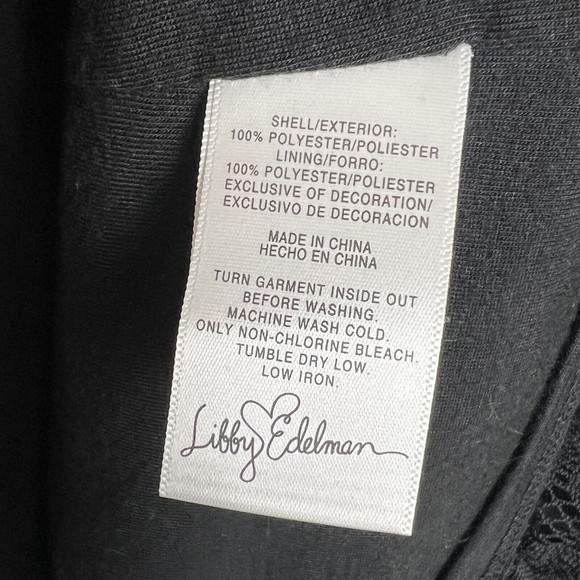 SHELL/EXTERIOR:
100% POLYESTER/POLIESTER
LINING/FORRO:
100% POLYESTER/POLIESTER
EXCLUSIVE OF DECORATION/
EXCLUSIVO DE DECORACION
MADE IN CHINA
HECHO EN CHINA
TURN GARMENT INSIDE OUT
BEFORE WASHING.
MACHINE WASH COLD.
ONLY NON-CHLORINE BLEACH.
TUMBLE DRY LOW.
LOW IRON.
Libby Edelman